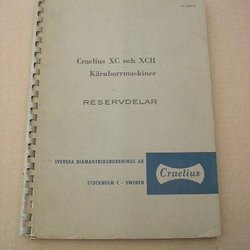 Craelius XC och XCH
Kärnborrmaskiner
RESERVDELAR
SVENSKA DIAMANTBERGBORRNINGS AB
STOCKHOLM C - SWEDEN
Craelius